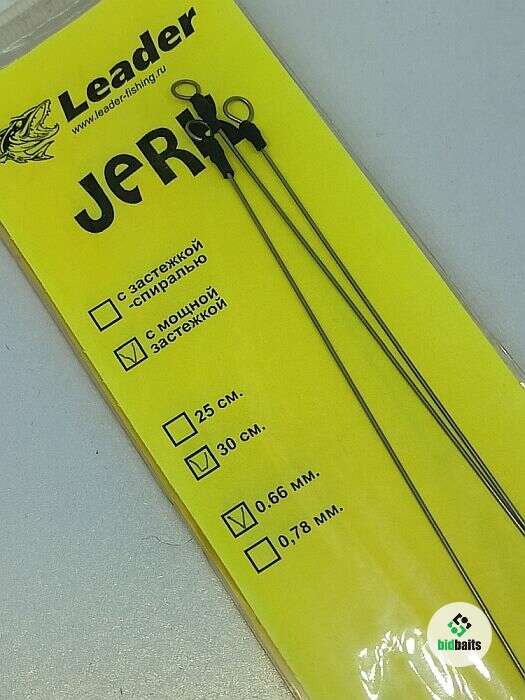 Leader
www.leader-fishing.ru
JeRK
с застежкой
-спиралью
с мощной
застежкой
25 см.
30 см.
0.66 мм.
0,78 мм.
bidbaits